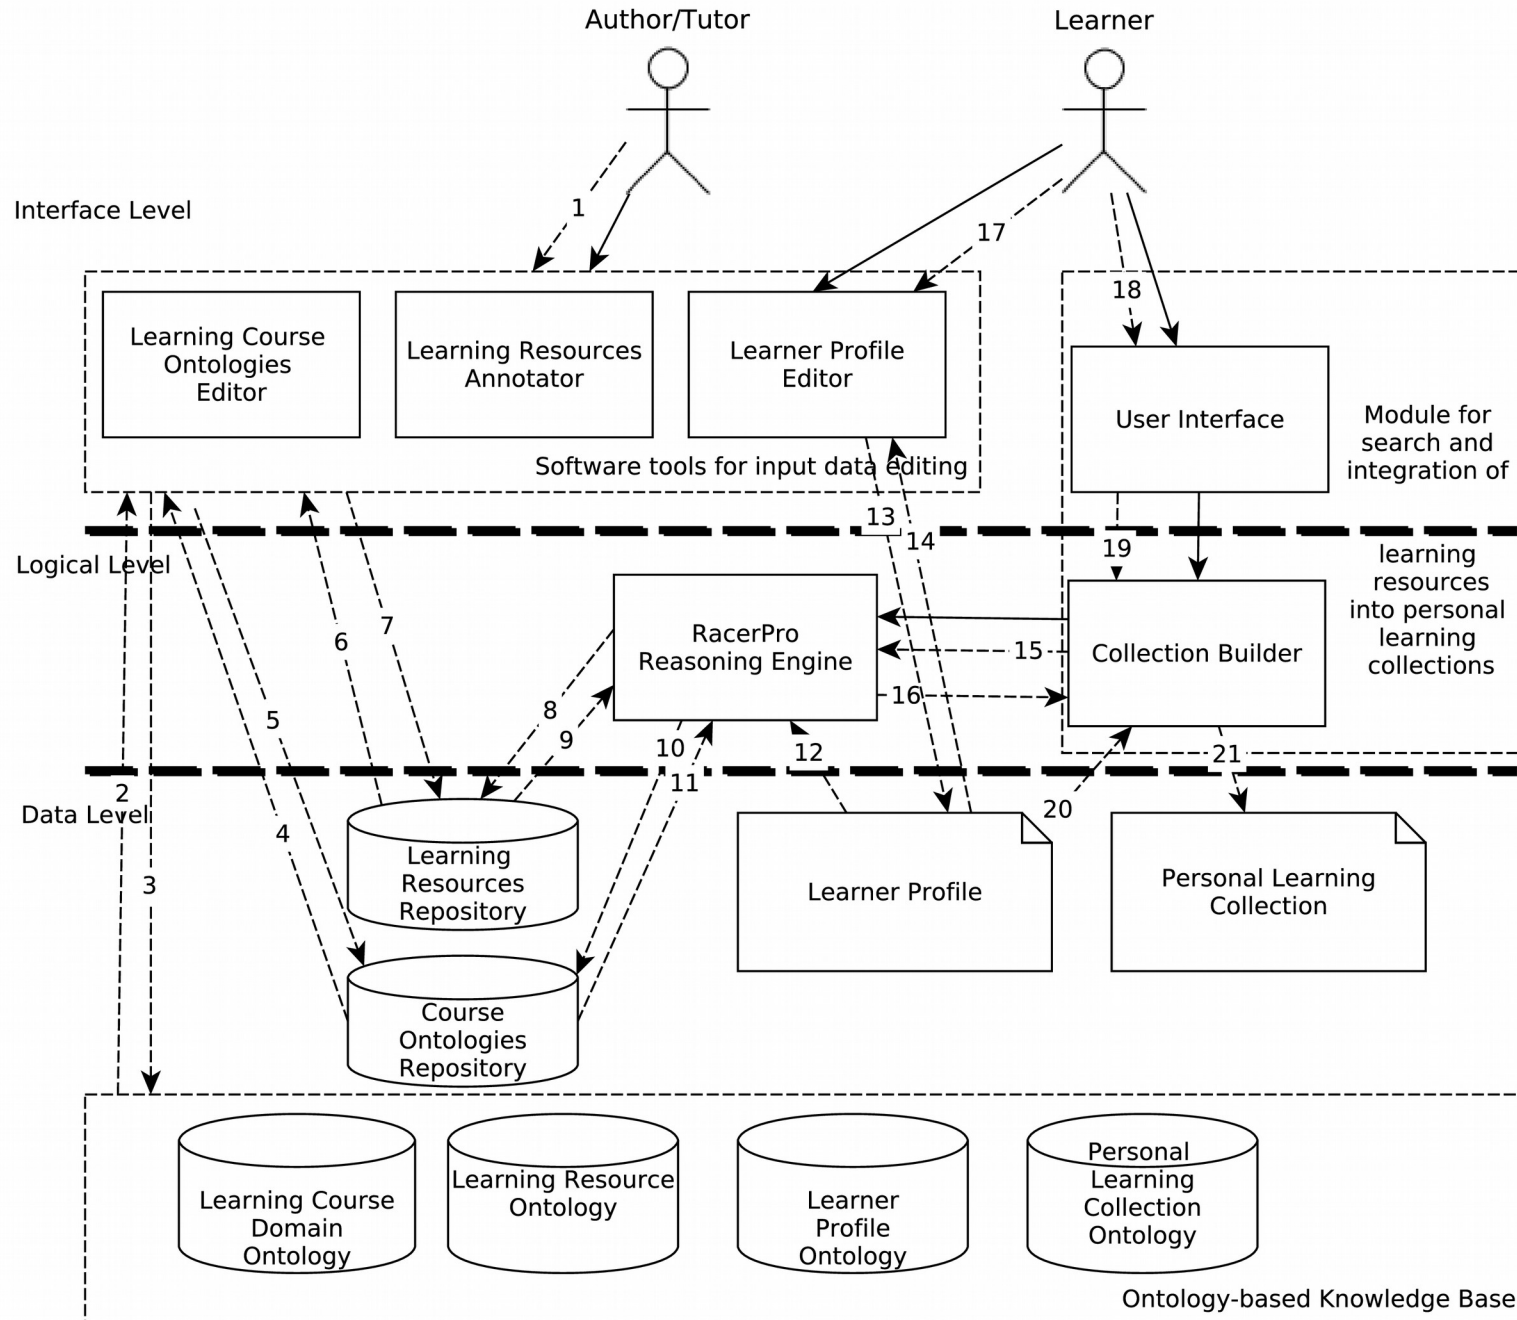 Author/Tutor
Learner
1
Interface Level
17
18
Learning Course
Ontologies
Editor
Learning Resources
Annotator
Learner Profile
Editor
User Interface
Module for
search and
integration of
Software tools for input data editing
13
14
19
Logical Level
learning
resources
into personal
learning
collections
RacerPro
Reasoning Engine
Collection Builder
6
7
15
16
5
8
9
10
11
12
21
2
Data Level
4
20
3
Learning
Resources
Repository
Learner Profile
Personal Learning
Collection
Course
Ontologies
Repository
Learning Course
Domain
Ontology
Learning Resource
Ontology
Learner
Profile
Ontology
Personal
Learning
Collection
Ontology
Ontology-based Knowledge Base